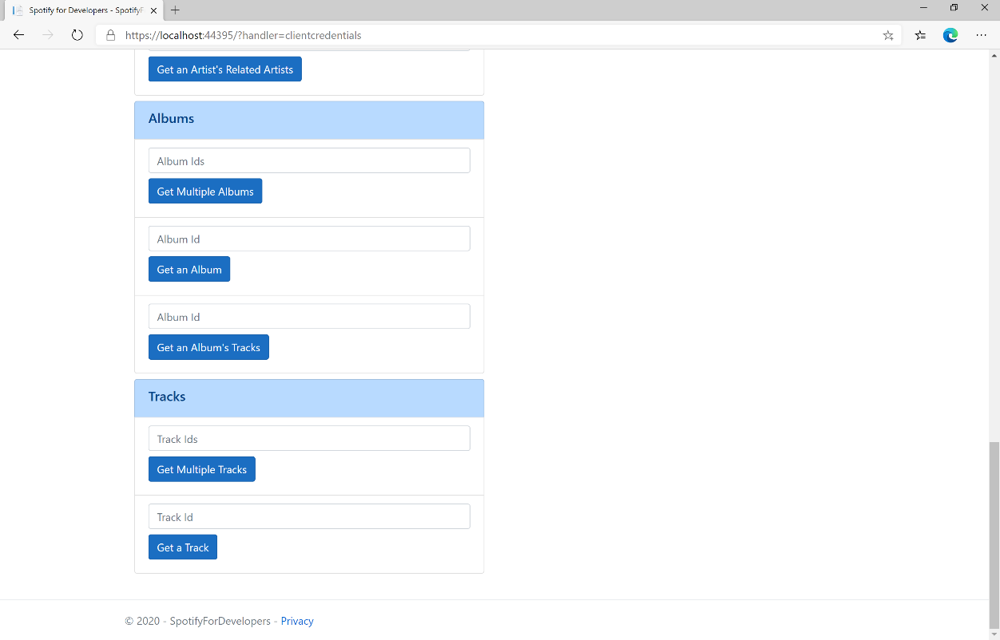 Spotify for Developers - SpotifyF
https://localhost:44395/?handler=clientcredentials
Get an Artist's Related Artists
Albums
Album Ids
Get Multiple Albums
Album Id
Get an Album
Album Id
Get an Album's Tracks
Tracks
Track Ids
Get Multiple Tracks
Track Id
Get a Track
© 2020 - SpotifyForDevelopers - Privacy